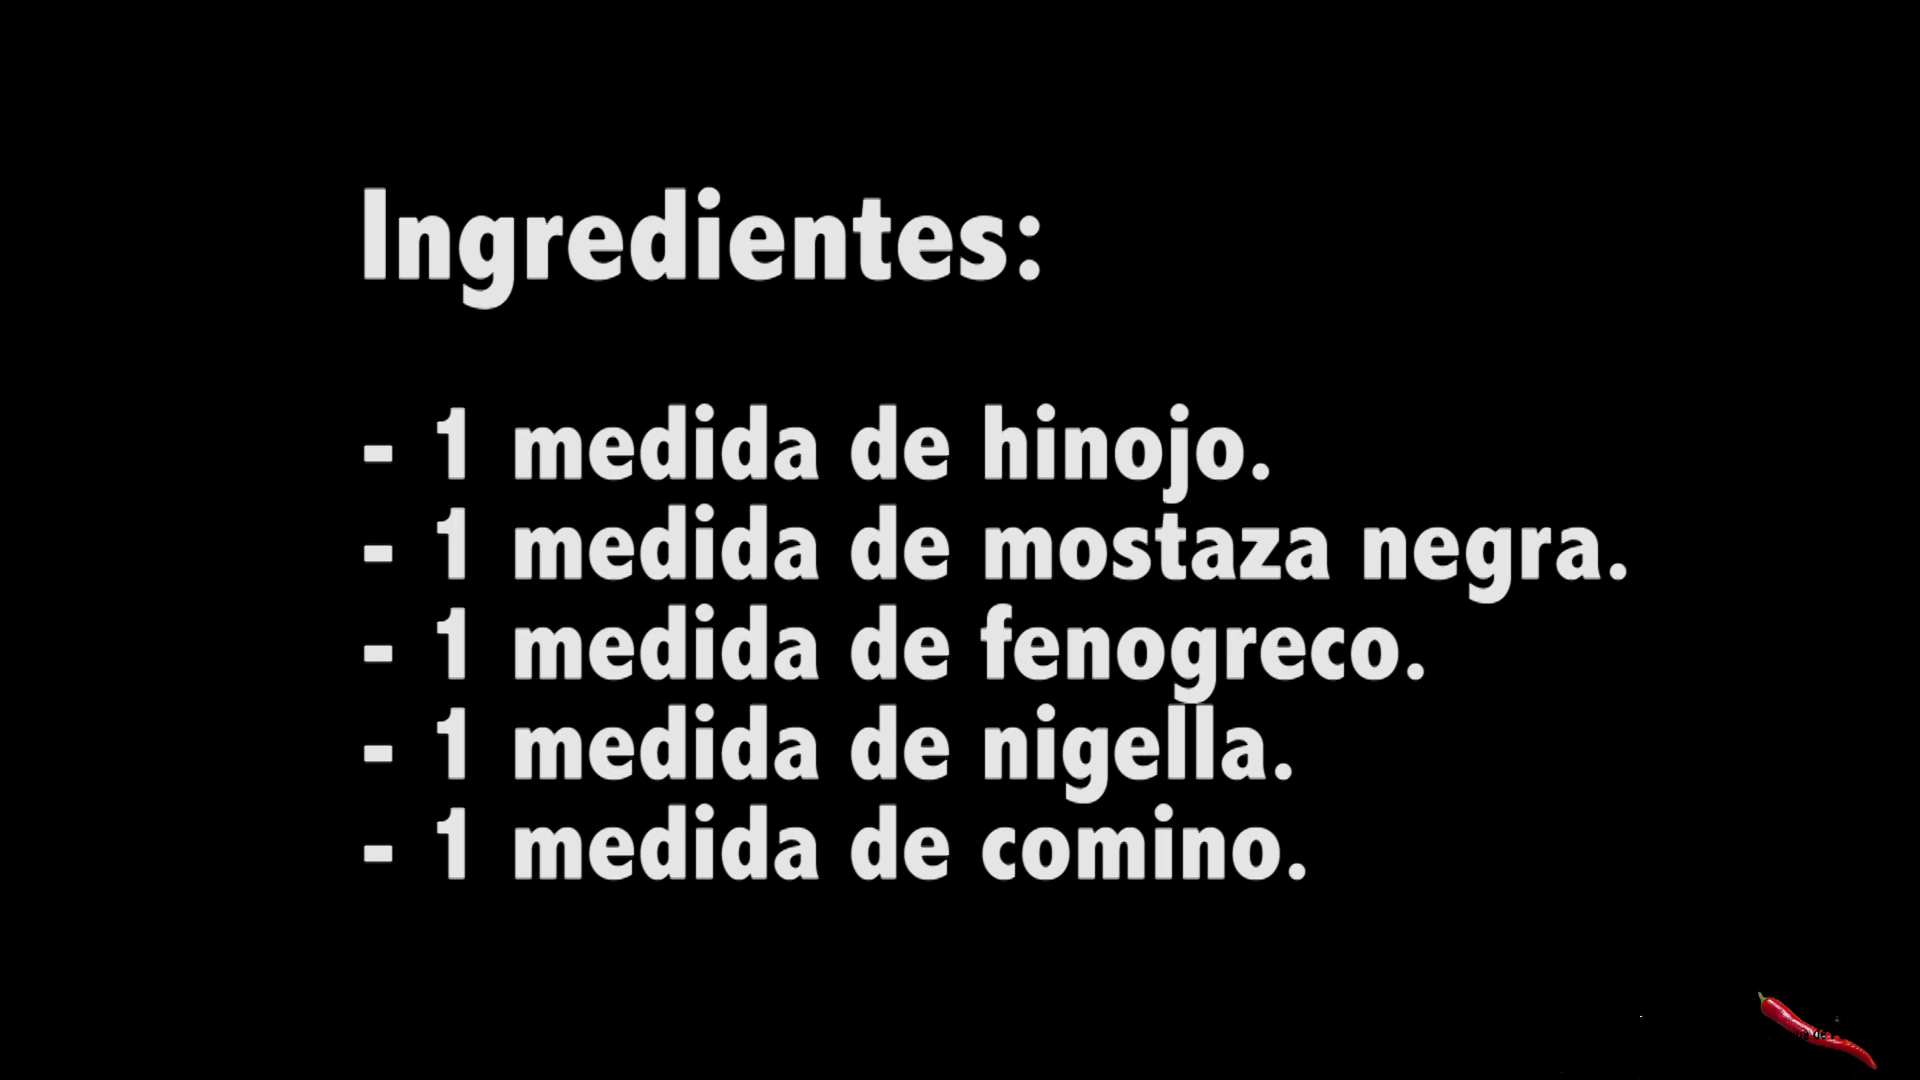 Ingredientes:
- 1 medida de hinojo.
- 1 medida de mostaza negra.
- 1 medida de fenogreco.
- 1 medida de nigella.
- 1 medida de comino.